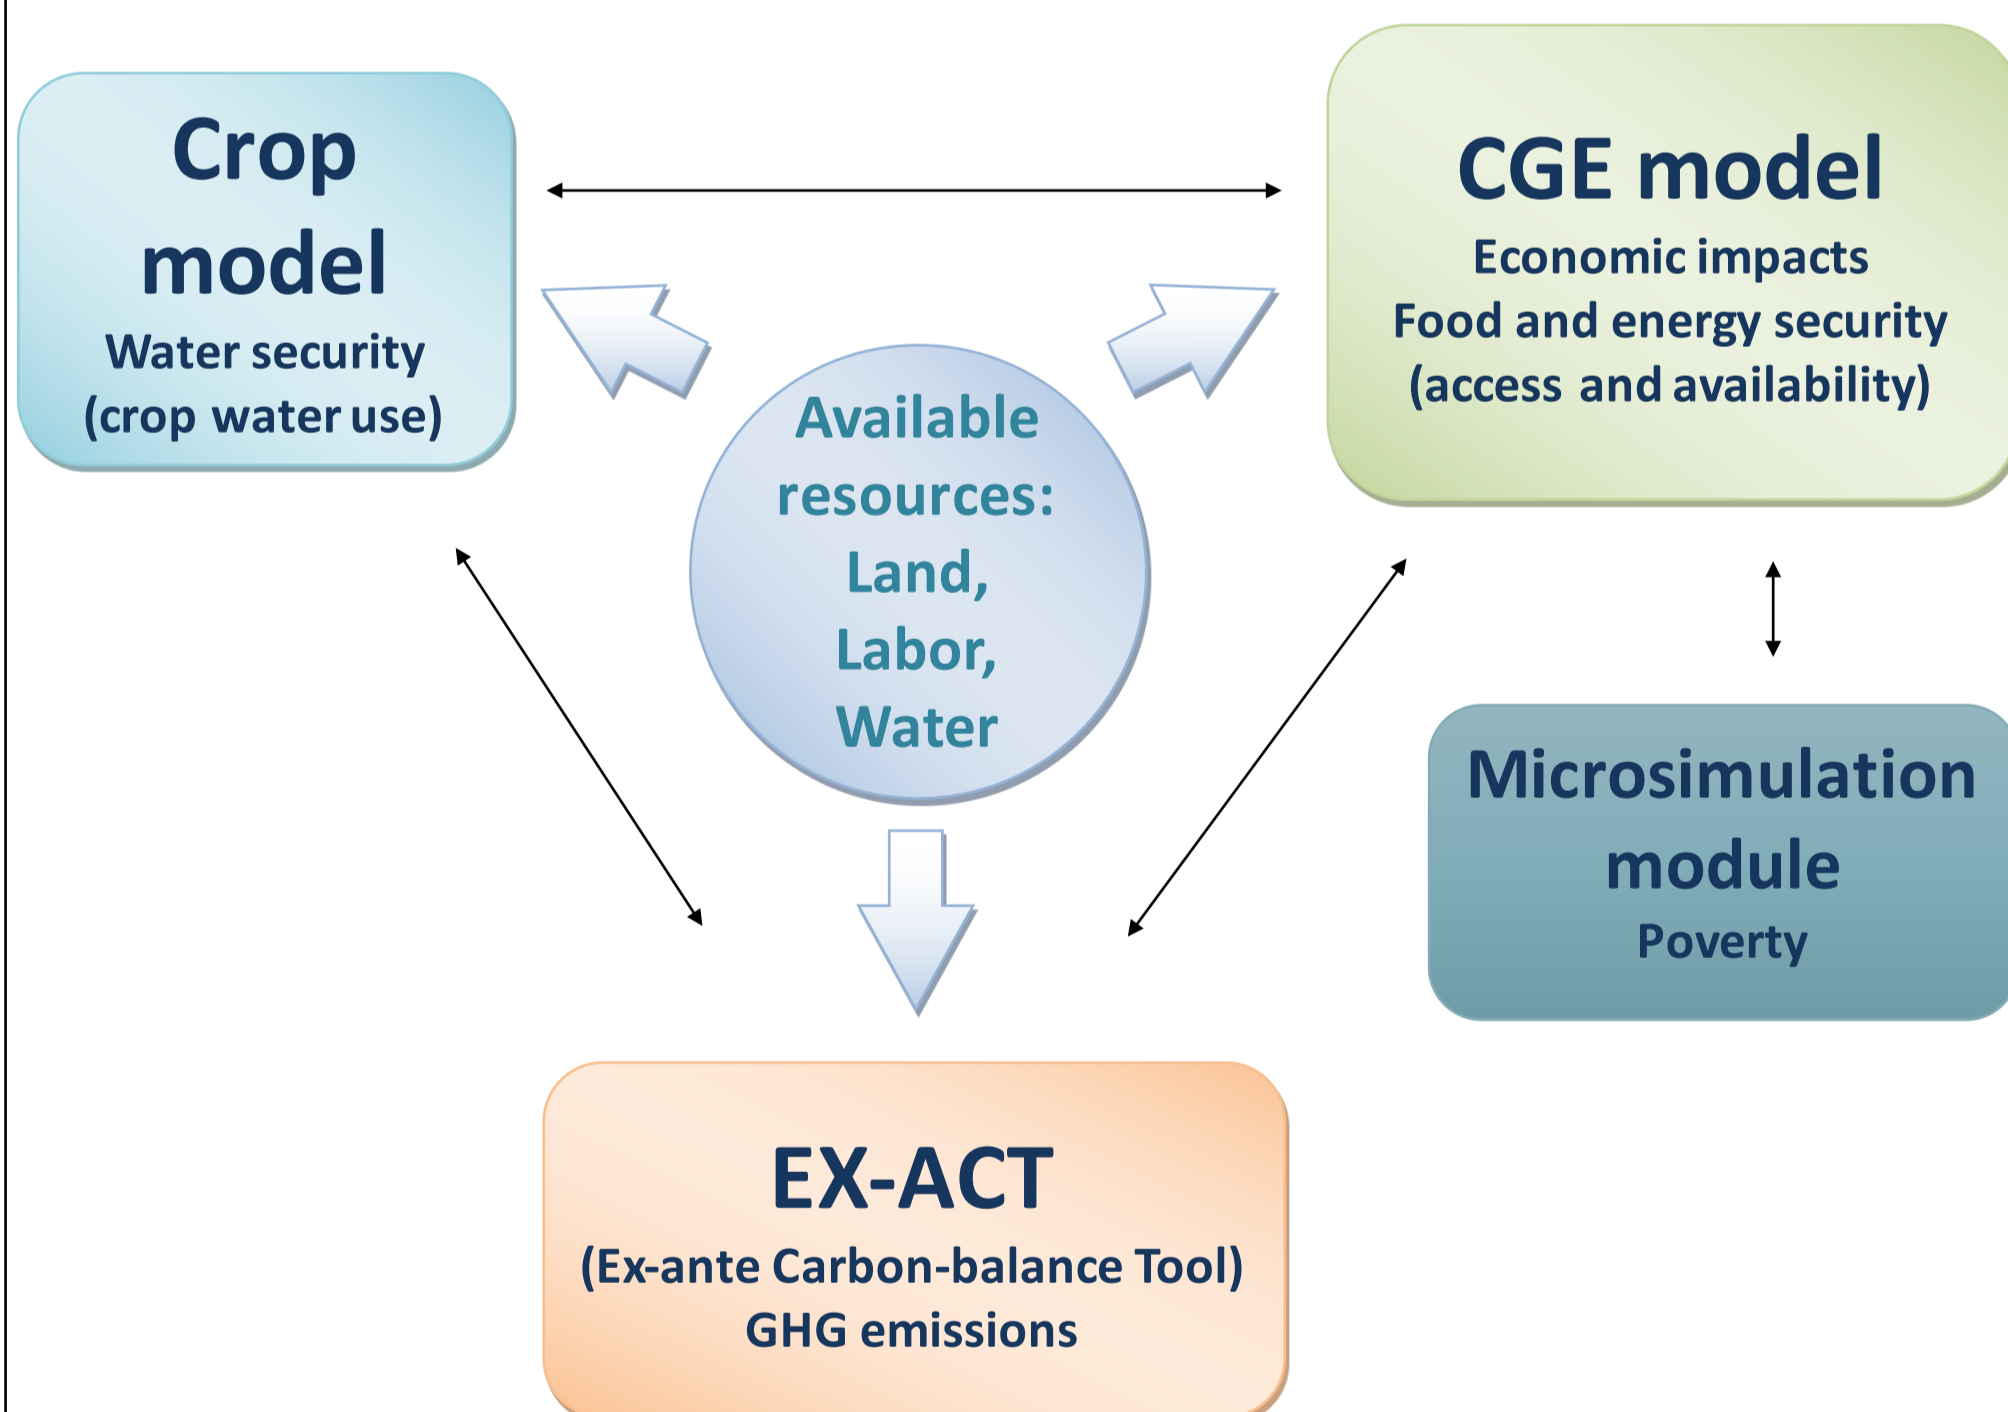 Crop
model
Water security
(crop water use)
CGE model
Economic impacts
Food and energy security
(access and availability)
Available
resources:
Land,
Labor,
Water
Microsimulation
module
Poverty
EX-ACT
(Ex-ante Carbon-balance Tool)
GHG emissions